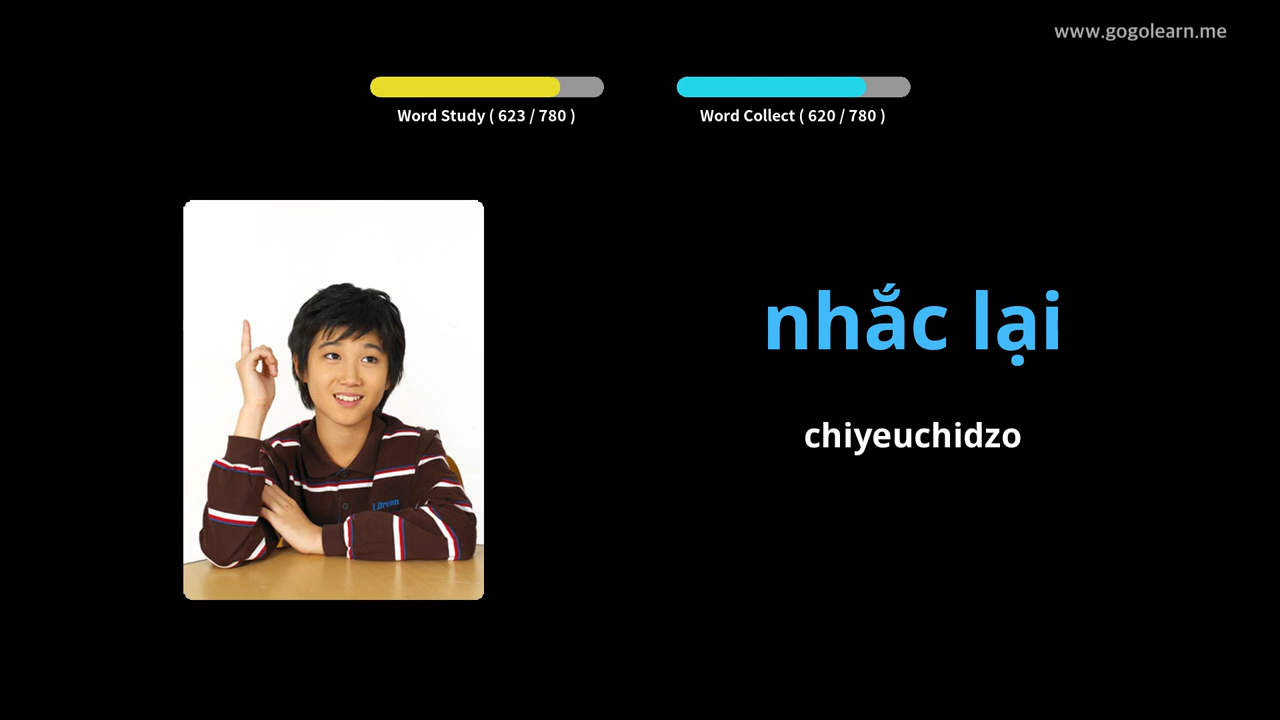 www.gogolearn.me
Word Study ( 623 / 780 )
Word Collect ( 620 / 780 )
nhắc lại
chiyeuchidzo